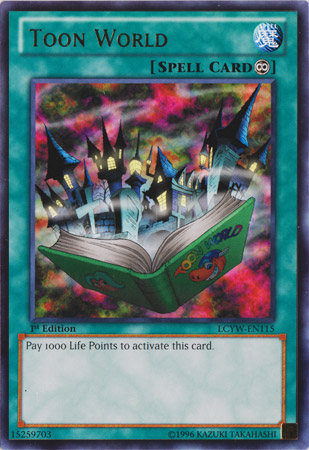 TOON WORLD
魔
[SPELL CARD]
TOON WORLD
1st Edition
LCYW-EN115
Pay 1000 Life Points to activate this card.
15259703
©1996 KAZUKI TAKAHASHI